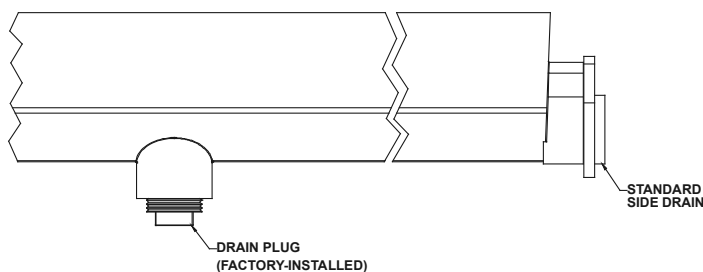 STANDARD
SIDE DRAIN
DRAIN PLUG
(FACTORY-INSTALLED)